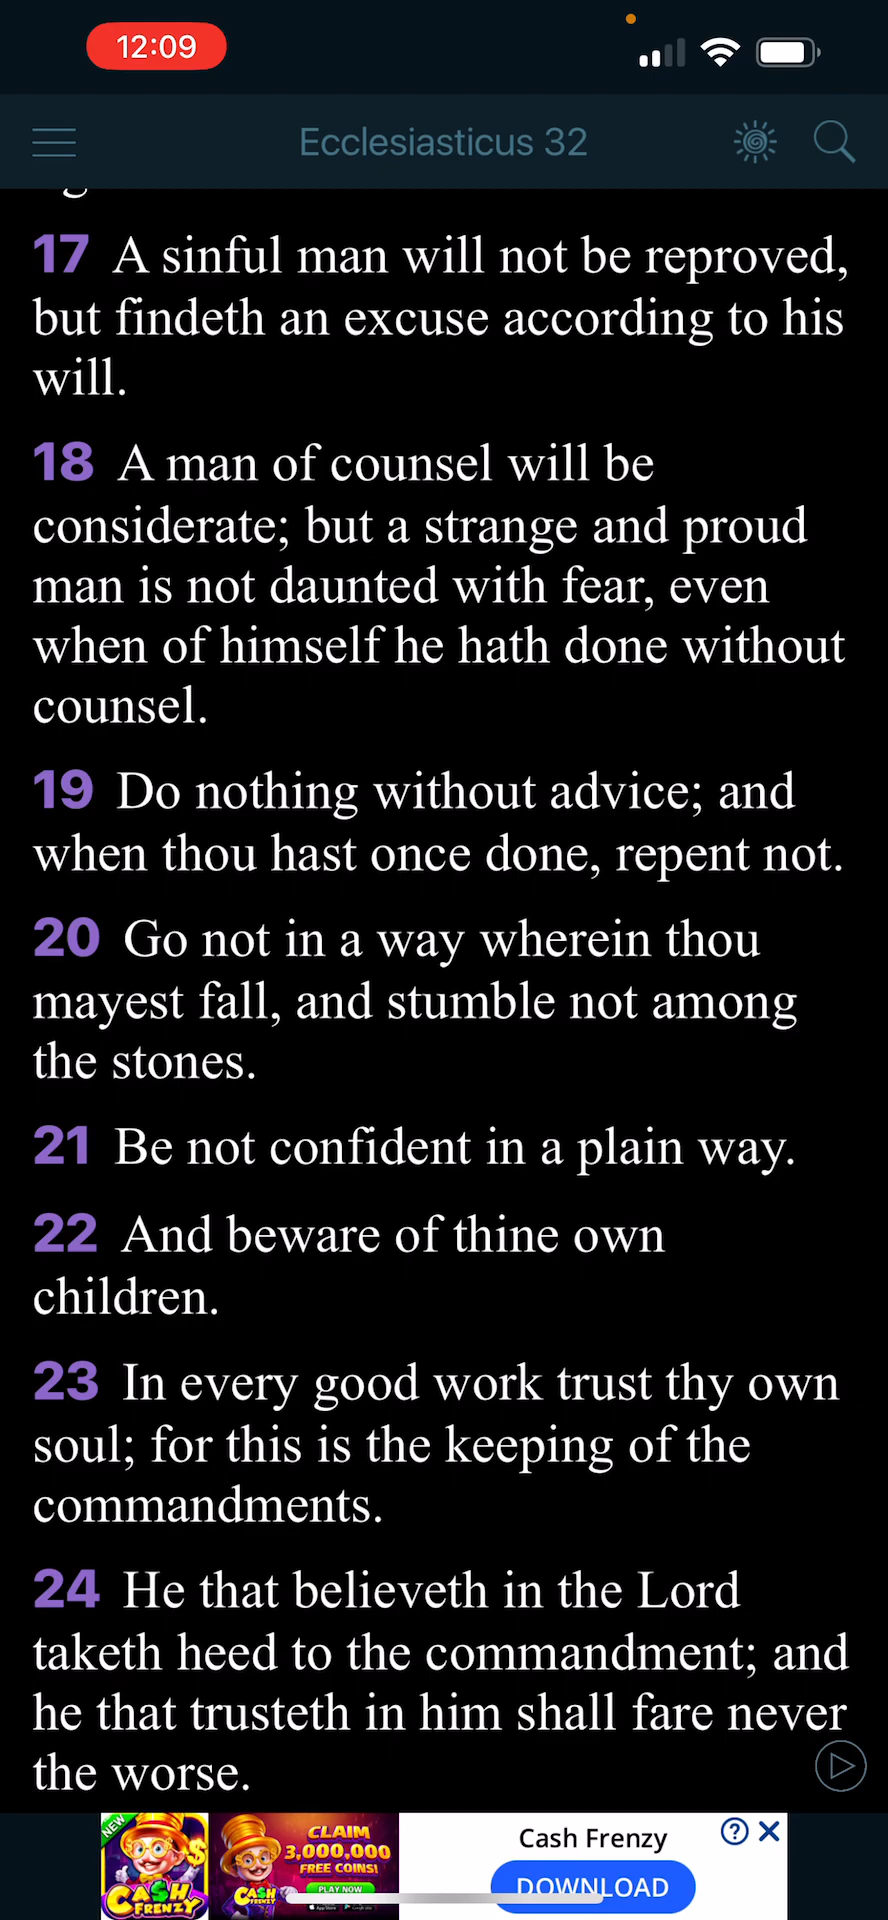 12:09
Ecclesiasticus 32
17 A sinful man will not be reproved,
but findeth an excuse according to his
will.
18 A man of counsel will be
considerate; but a strange and proud
man is not daunted with fear, even
when of himself he hath done without
counsel.
19 Do nothing without advice; and
when thou hast once done, repent not.
20 Go not in a way wherein thou
mayest fall, and stumble not among
the stones.
21 Be not confident in a plain way.
22 And beware of thine own
children.
23 In every good work trust thy own
soul; for this is the keeping of the
commandments.
24 He that believeth in the Lord
taketh heed to the commandment; and
he that trusteth in him shall fare never
the worse.
NEW
CASH
FRENZY
CLAIM
3,000,000
FREE COINS!
PLAY NOW
CASH
FRENZY
App Store
Cash Frenzy
DOWNLOAD